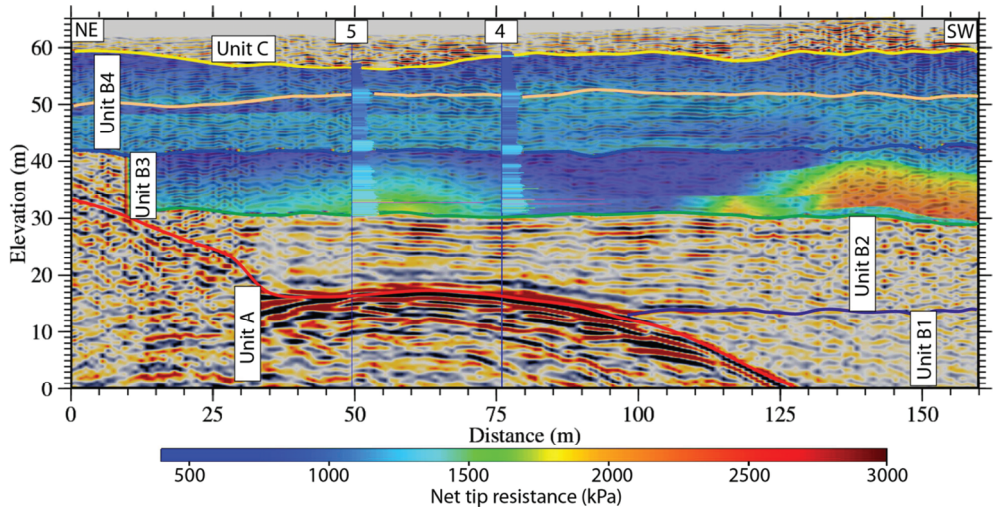 NE
5
4
SW
Unit C
Unit B4
Unit B3
Unit B2
Unit A
Unit B1
Elevation (m)
60
50
40
30
20
10
0
0
25
50
75
100
125
150
Distance (m)
500
1000
1500
2000
2500
3000
Net tip resistance (kPa)